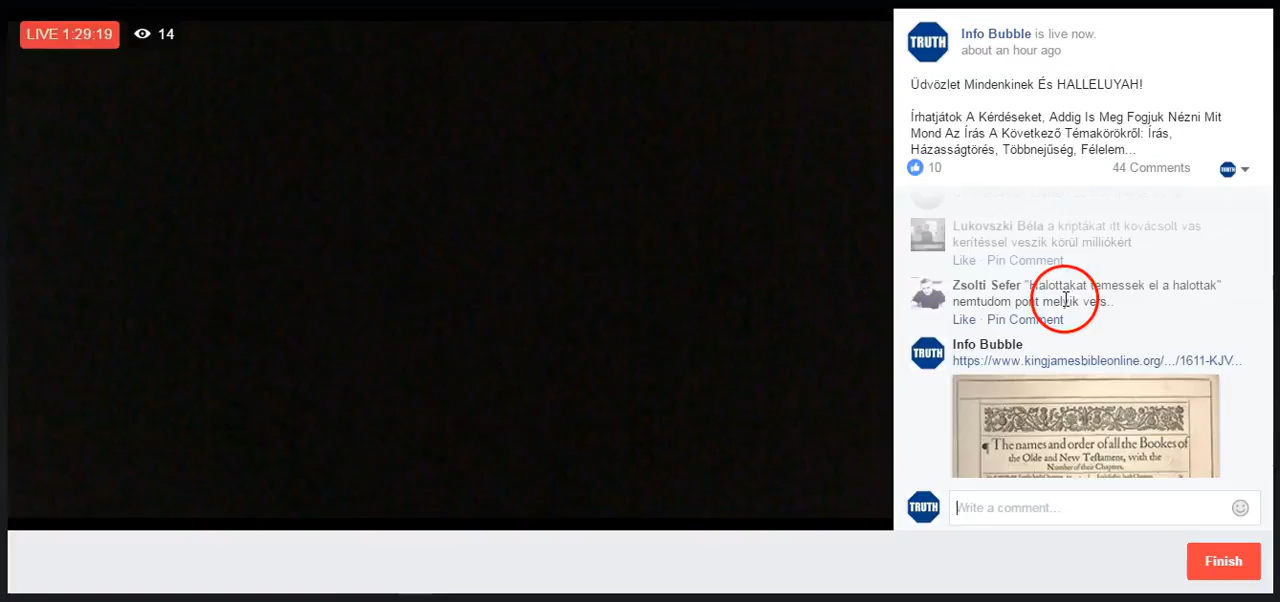 LIVE 1:29:19
14
TRUTH
Info Bubble is live now.
about an hour ago
Üdvözlet Mindenkinek És HALLELUYAH!
Írhatjátok A Kérdéseket, Addig Is Meg Fogjuk Nézni Mit
Mond Az Írás A Következő Témakörökről: Írás,
Házasságtörés, Többnejűség, Félelem...
10
44 Comments
TRUTH
Lukovszki Béla a kriptákat itt kovácsolt vas
kerítéssel veszik körül milliókért
Like · Pin Comment
Zsolti Sefer "Halottakat temessek el a halottak"
nemtudom pont melyik vers..
Like · Pin Comment
TRUTH
Info Bubble
https://www.kingjamesbibleonline.org/.../1611-KJV...
The names and order of all the Bookes of
the Olde and New Testament, with the
Number of their Chapters.
TRUTH
Write a comment...
Finish